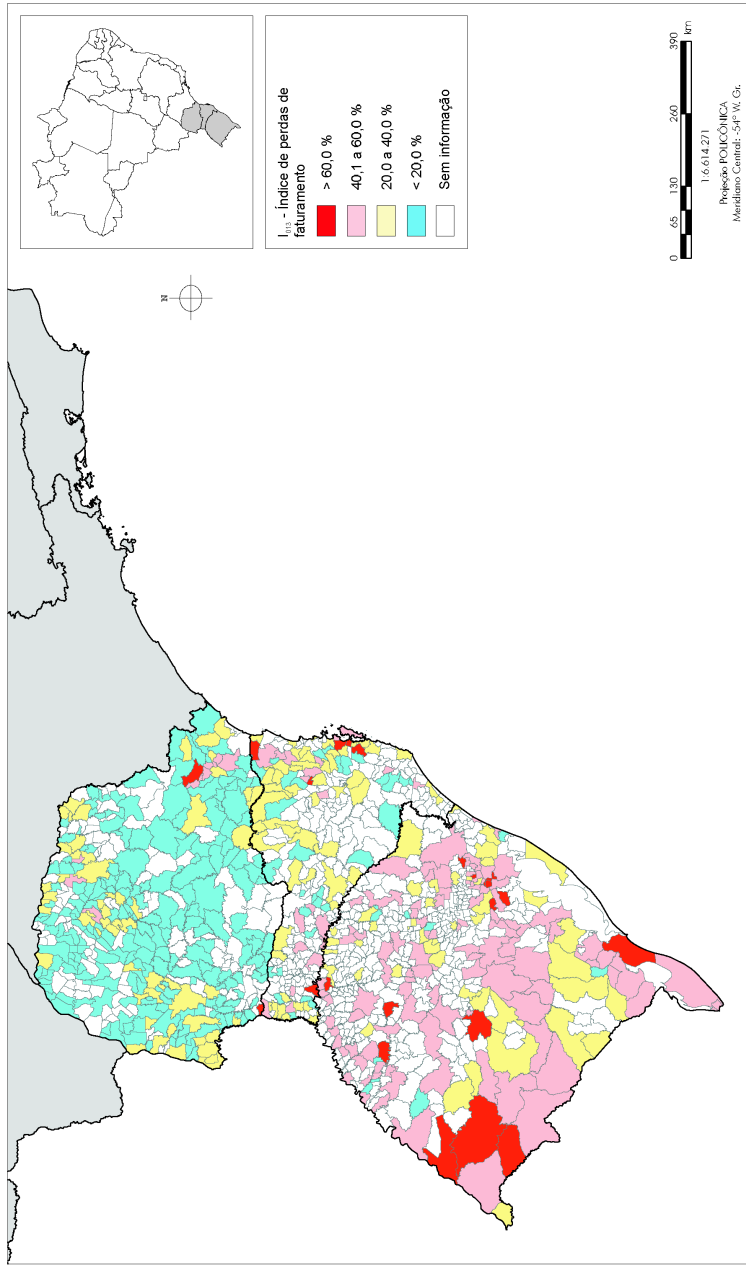 N
I013 - Índice de perdas de
faturamento
> 60,0 %
40,1 a 60,0 %
20,0 a 40,0 %
< 20,0 %
Sem informação
0 65 130 260 390
km
1:6.614.271
Projeção POLICÔNICA
Meridiano Central: -54º W. Gr.